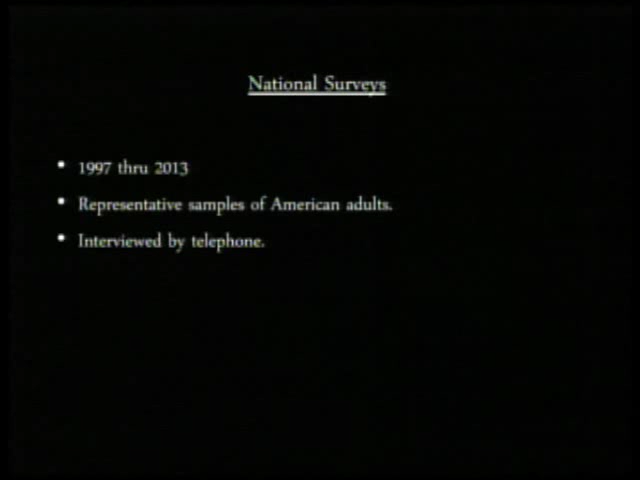 National Surveys
• 1997 thru 2013
• Representative samples of American adults.
• Interviewed by telephone.